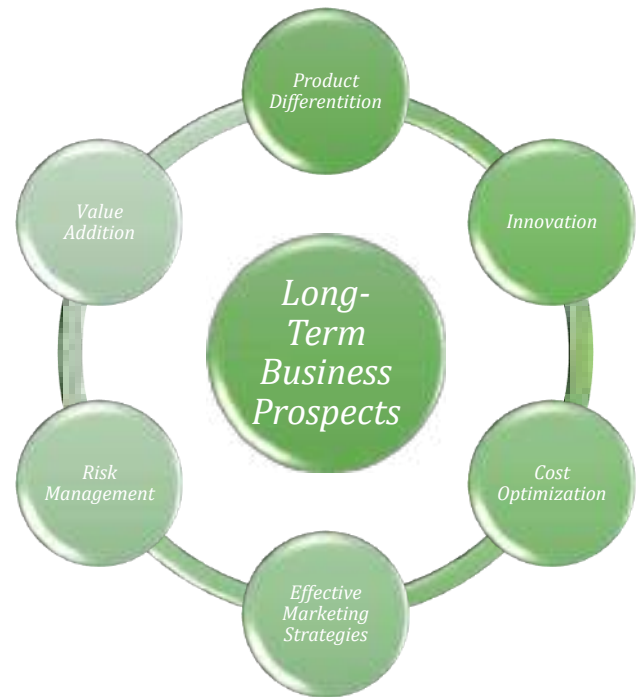 Product
Differentition
Innovation
Cost
Optimization
Effective
Marketing
Strategies
Risk
Management
Value
Addition
Long-
Term
Business
Prospects